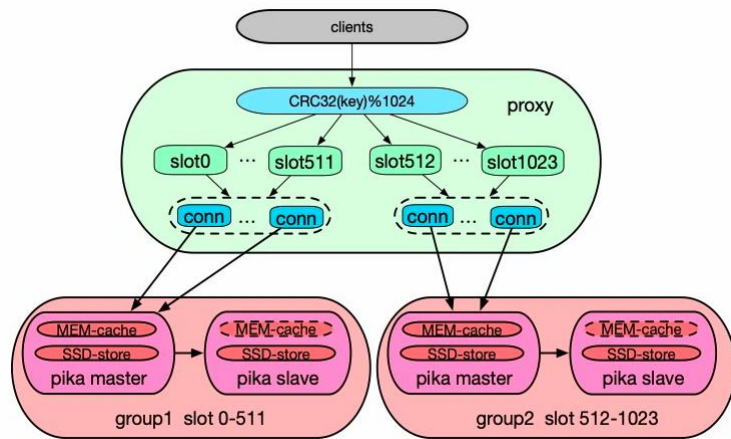 clients
CRC32(key)%1024
proxy
slot0 ... slot511 slot512 ... slot1023
conn ... conn conn ... conn
MEM-cache MEM-cache MEM-cache MEM-cache
SSD-store SSD-store SSD-store SSD-store
pika master pika slave pika master pika slave
group1 slot 0-511 group2 slot 512-1023